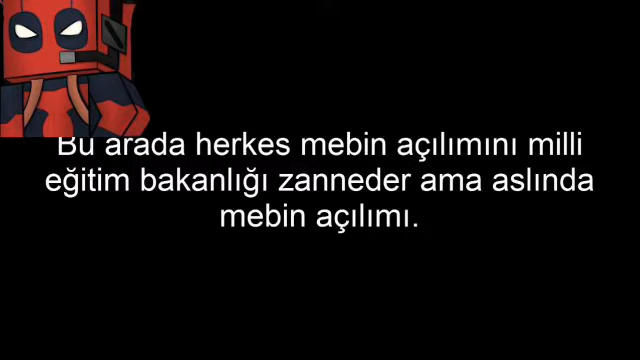 Bu arada herkes mebin açılımını milli
eğitim bakanlığı zanneder ama aslında
mebin açılımı.